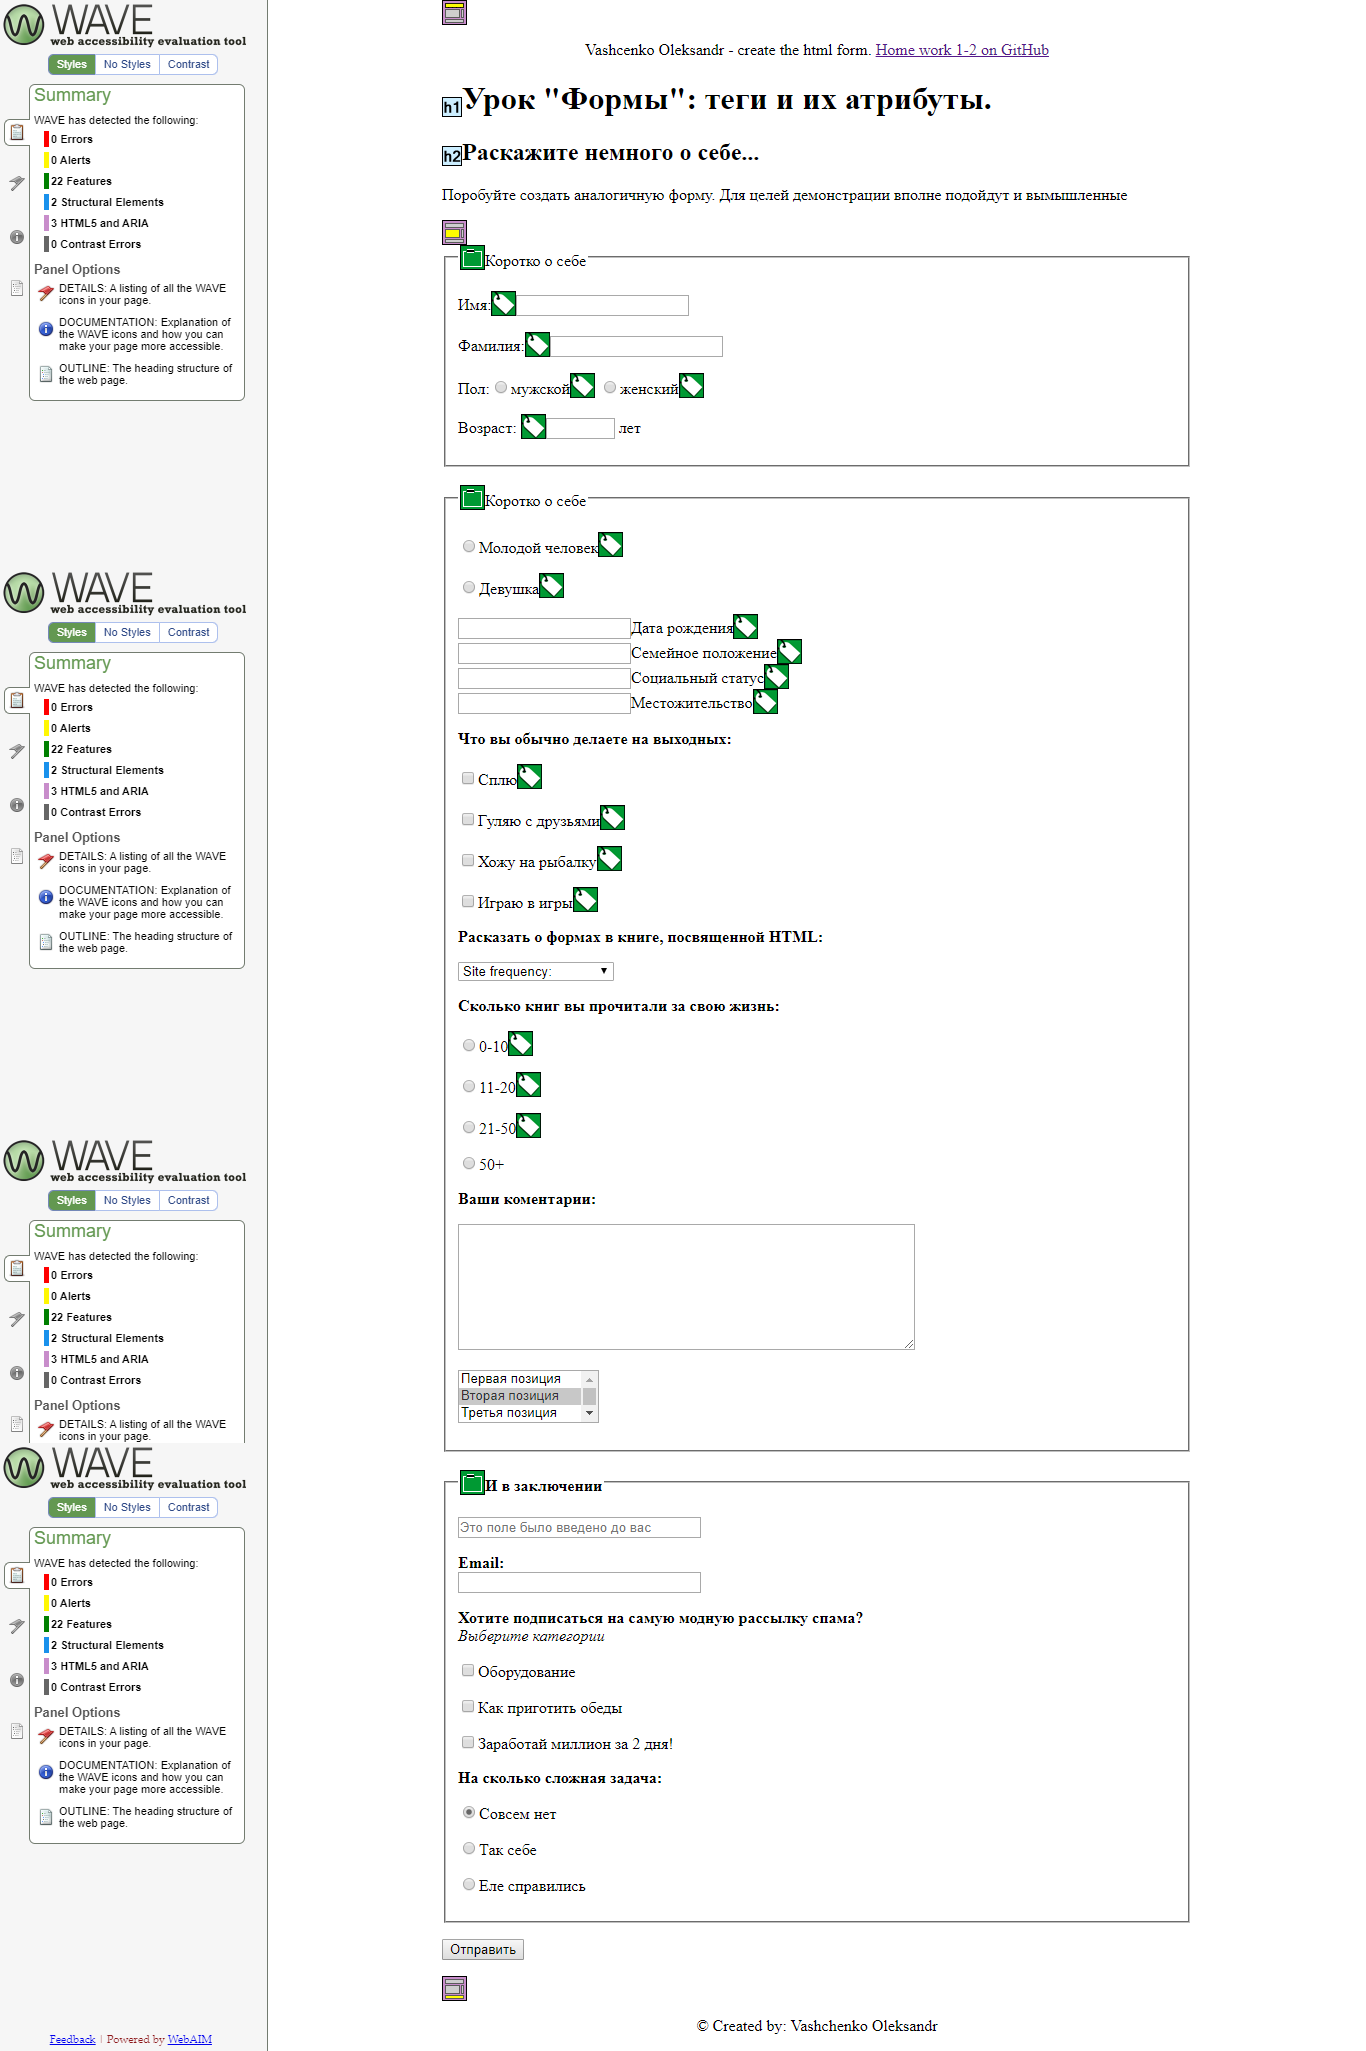 WAVE
web accessibility evaluation tool
Styles No Styles Contrast
Summary
WAVE has detected the following:
0 Errors
0 Alerts
22 Features
2 Structural Elements
3 HTML5 and ARIA
0 Contrast Errors
Panel Options
DETAILS: A listing of all the WAVE
icons in your page.
DOCUMENTATION: Explanation of
the WAVE icons and how you can
make your page more accessible.
OUTLINE: The heading structure of
the web page.
WAVE
web accessibility evaluation tool
Styles No Styles Contrast
Summary
WAVE has detected the following:
0 Errors
0 Alerts
22 Features
2 Structural Elements
3 HTML5 and ARIA
0 Contrast Errors
Panel Options
DETAILS: A listing of all the WAVE
icons in your page.
DOCUMENTATION: Explanation of
the WAVE icons and how you can
make your page more accessible.
OUTLINE: The heading structure of
the web page.
WAVE
web accessibility evaluation tool
Styles No Styles Contrast
Summary
WAVE has detected the following:
0 Errors
0 Alerts
22 Features
2 Structural Elements
3 HTML5 and ARIA
0 Contrast Errors
Panel Options
DETAILS: A listing of all the WAVE
icons in your page.
WAVE
web accessibility evaluation tool
Styles No Styles Contrast
Summary
WAVE has detected the following:
0 Errors
0 Alerts
22 Features
2 Structural Elements
3 HTML5 and ARIA
0 Contrast Errors
Panel Options
DETAILS: A listing of all the WAVE
icons in your page.
DOCUMENTATION: Explanation of
the WAVE icons and how you can
make your page more accessible.
OUTLINE: The heading structure of
the web page.
Feedback | Powered by WebAIM
Vashcenko Oleksandr - create the html form. Home work 1-2 on GitHub
h1 Урок "Формы": теги и их атрибуты.
h2 Раскажите немного о себе...
Поробуйте создать аналогичную форму. Для целей демонстрации вполне подойдут и вымышленные
Коротко о себе
Имя:
Фамилия:
Пол: мужской женский
Возраст: лет
Коротко о себе
Молодой человек
Девушка
Дата рождения
Семейное положение
Социальный статус
Местожительство
Что вы обычно делаете на выходных:
Сплю
Гуляю с друзьями
Хожу на рыбалку
Играю в игры
Расказать о формах в книге, посвященной HTML:
Site frequency:
Сколько книг вы прочитали за свою жизнь:
0-10
11-20
21-50
50+
Ваши коментарии:
Первая позиция
Вторая позиция
Третья позиция
И в заключении
Это поле было введено до вас
Email:
Хотите подписаться на самую модную рассылку спама?
Выберите категории
Оборудование
Как приготить обеды
Заработай миллион за 2 дня!
На сколько сложная задача:
Совсем нет
Так себе
Еле справились
Отправить
© Created by: Vashchenko Oleksandr